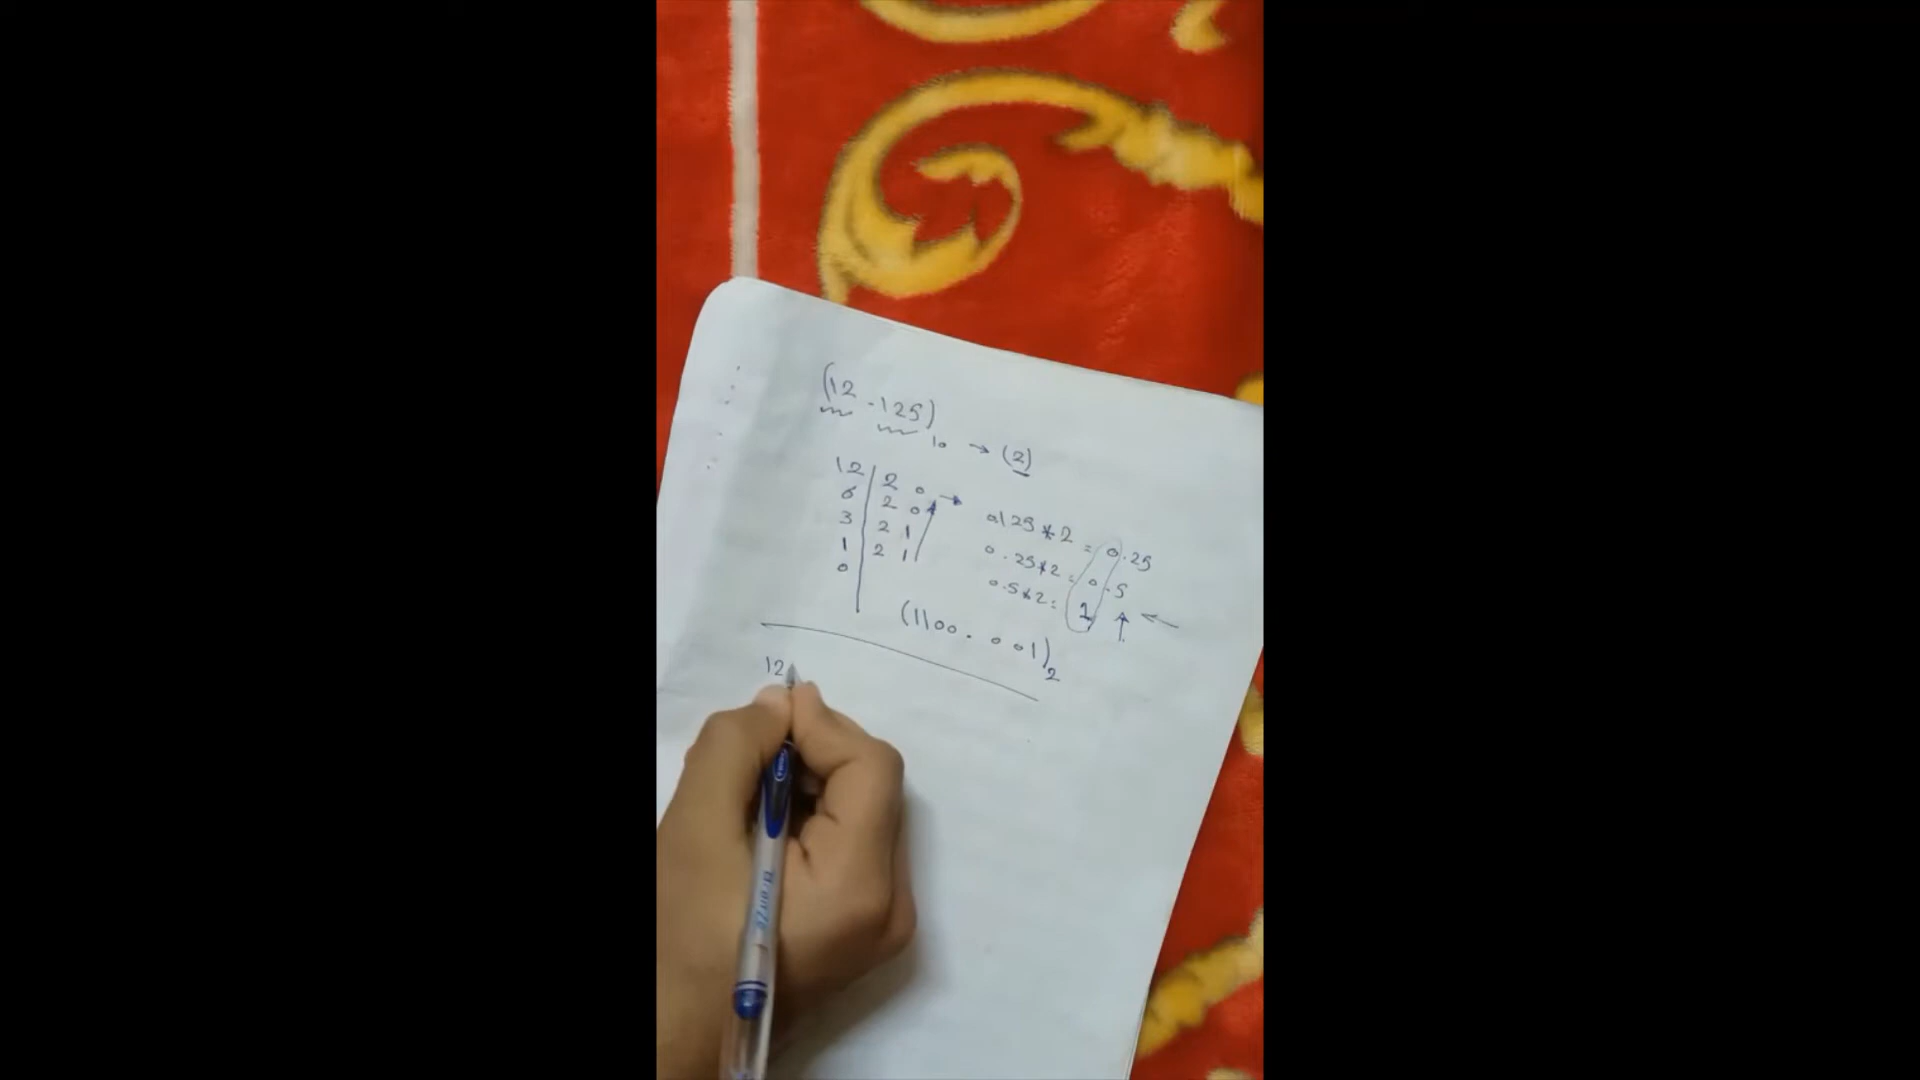 (12.125)10 → (2)
12 2 0 →
6 2 0
3 2 1
1 2 1
0
0.125*2 = 0.25
0.25*2 = 0.5
0.5*2 = 1
(1100.001)2
12